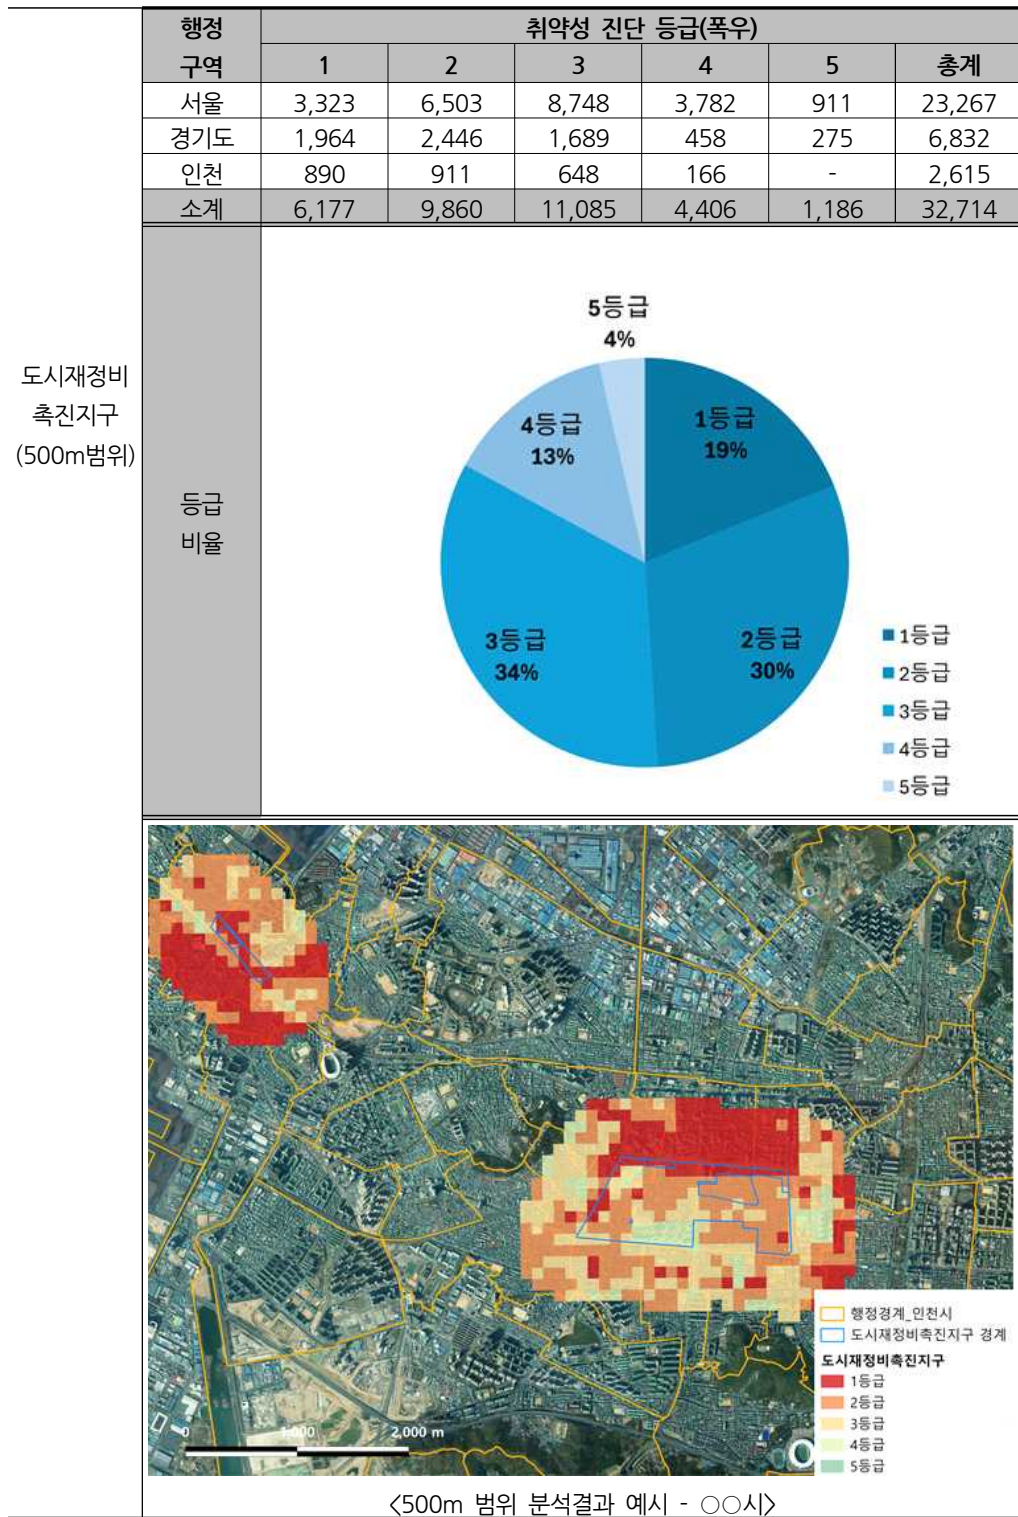 행정 구역 취약성 진단 등급(폭우)
1 2 3 4 5 총계
서울 3,323 6,503 8,748 3,782 911 23,267
경기도 1,964 2,446 1,689 458 275 6,832
인천 890 911 648 166 - 2,615
소계 6,177 9,860 11,085 4,406 1,186 32,714
도시재정비
촉진지구
(500m범위)
등급
비율
5등급
4%
4등급
13%
1등급
19%
3등급
34%
2등급
30%
1등급
2등급
3등급
4등급
5등급
행정경계_인천시
도시재정비촉진지구 경계
도시재정비촉진지구
1등급
2등급
3등급
4등급
5등급
0 1,000 2,000 m
<500m 범위 분석결과 예시 - ○○시>